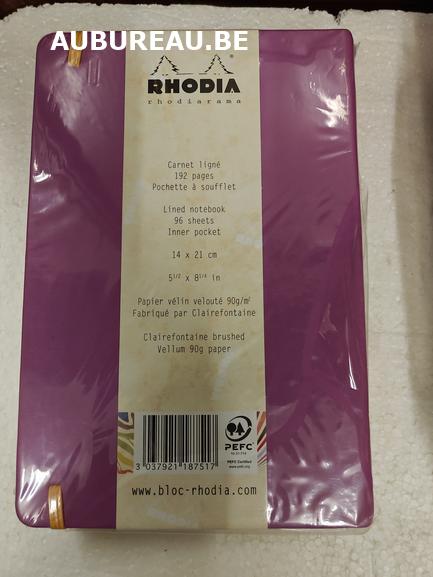 AUBUREAU.BE
RHODIA®
rhodiarama
Carnet ligné
192 pages
Pochette à soufflet
Lined notebook
96 sheets
Inner pocket
14 x 21 cm
5 1/2 x 8 1/4 in
Papier vélin velouté 90g/m²
Fabriqué par Clairefontaine
Clairefontaine brushed
Vellum 90g paper
3 037921 187517
PEFC
PEFC Certified
www.bloc-rhodia.com